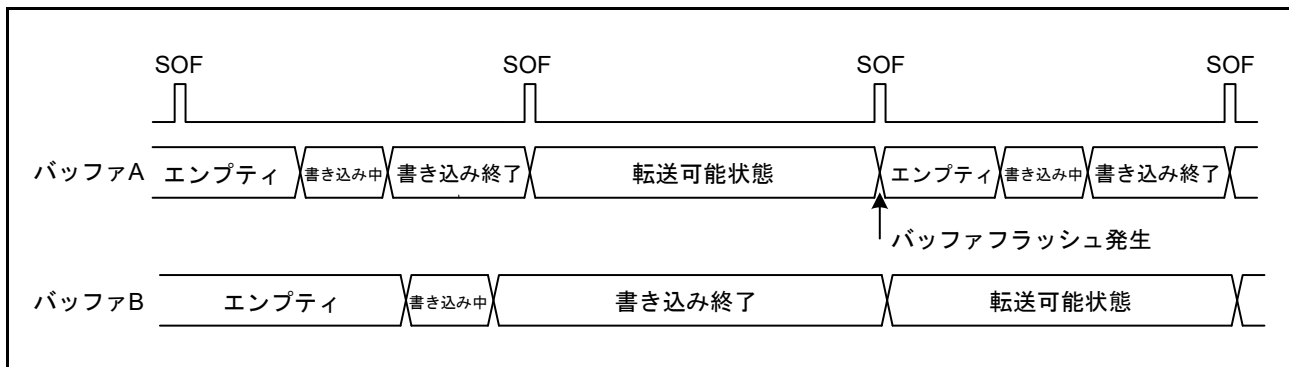 SOF SOF SOF SOF
バッファA エンプティ 書き込み中 書き込み終了 転送可能状態 エンプティ 書き込み中 書き込み終了
バッファフラッシュ発生
バッファB エンプティ 書き込み中 書き込み終了 転送可能状態